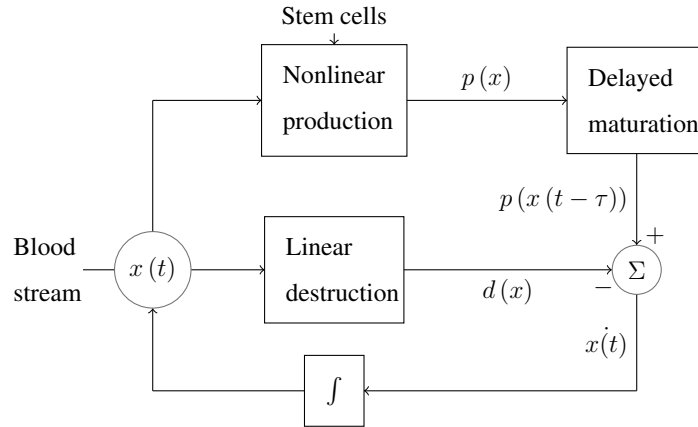 Stem cells
Nonlinear
production
p (x)
Delayed
maturation
p (x (t − τ))
Blood
stream
x (t)
Linear
destruction
d (x)
+
−
Σ
ẋ(t)
∫